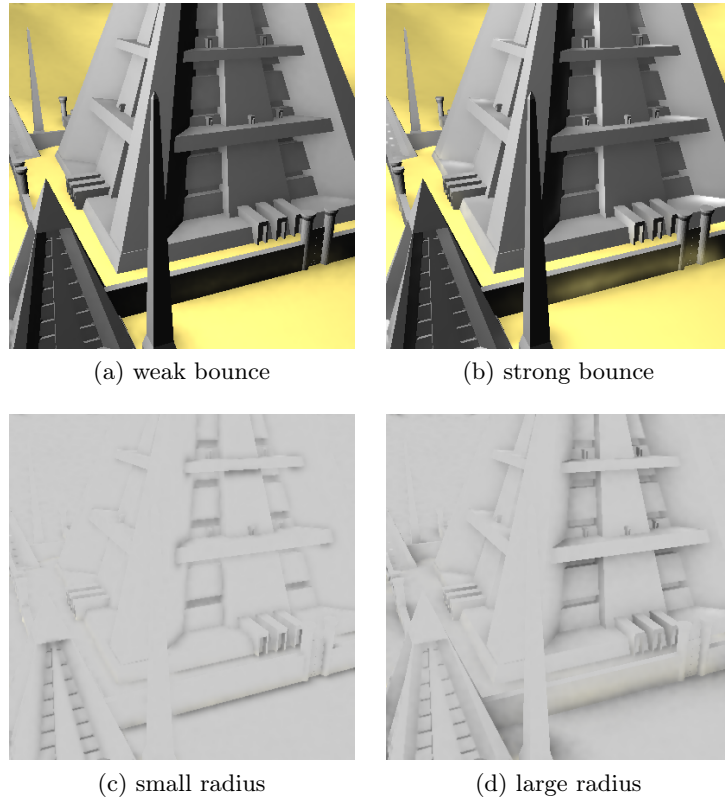 (a) weak bounce
(b) strong bounce
(c) small radius
(d) large radius